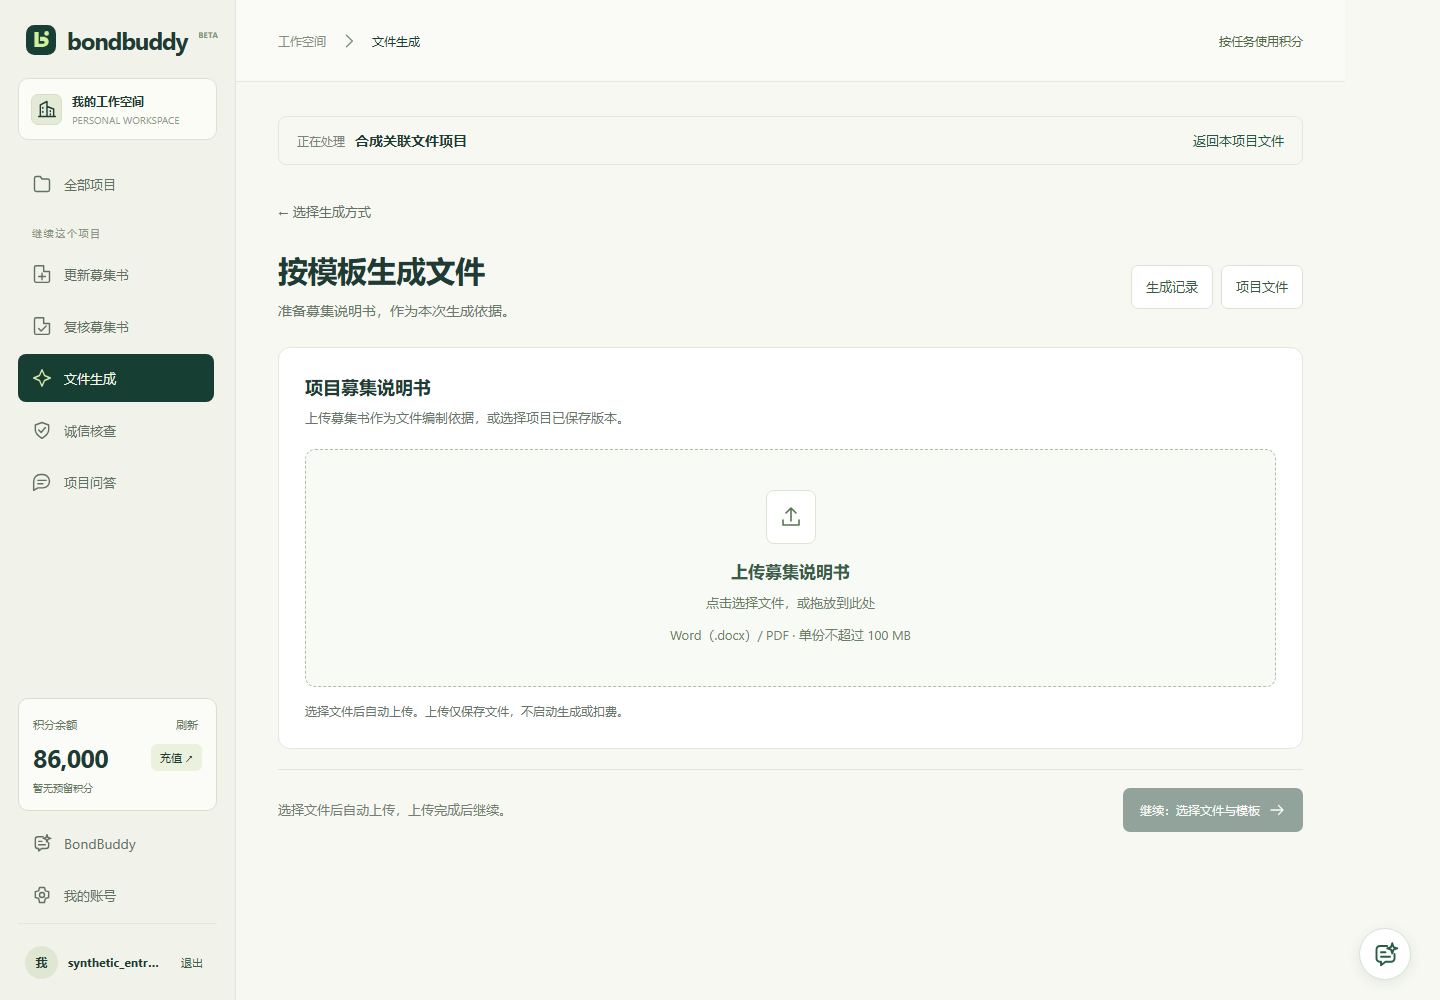 bondbuddy BETA
我的工作空间
PERSONAL WORKSPACE
全部项目
继续这个项目
更新募集书
复核募集书
文件生成
诚信核查
项目问答
积分余额 刷新
86,000 充值 ↗
暂无预留积分
BondBuddy
我的账号
我 synthetic_entr... 退出
工作空间 > 文件生成 按任务使用积分
正在处理 合成关联文件项目 返回本项目文件
← 选择生成方式
按模板生成文件
准备募集说明书，作为本次生成依据。
生成记录 项目文件
项目募集说明书
上传募集书作为文件编制依据，或选择项目已保存版本。
上传募集说明书
点击选择文件，或拖放到此处
Word（.docx）/ PDF · 单份不超过 100 MB
选择文件后自动上传。上传仅保存文件，不启动生成或扣费。
选择文件后自动上传，上传完成后继续。 继续：选择文件与模板 →